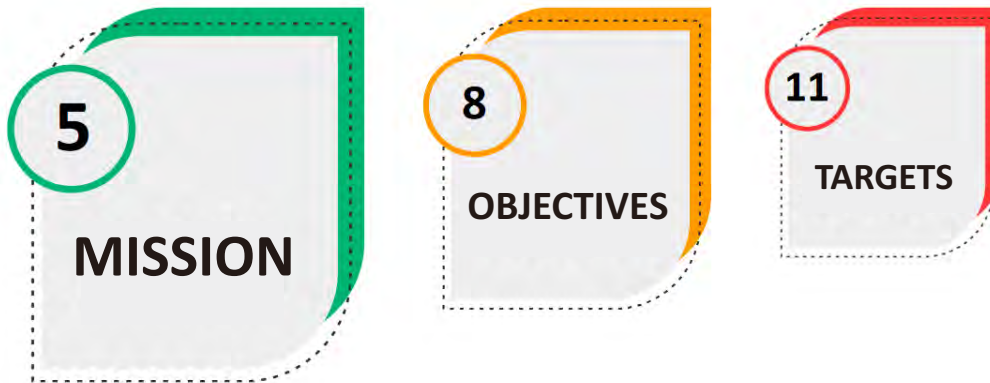 5
MISSION
8
OBJECTIVES
11
TARGETS